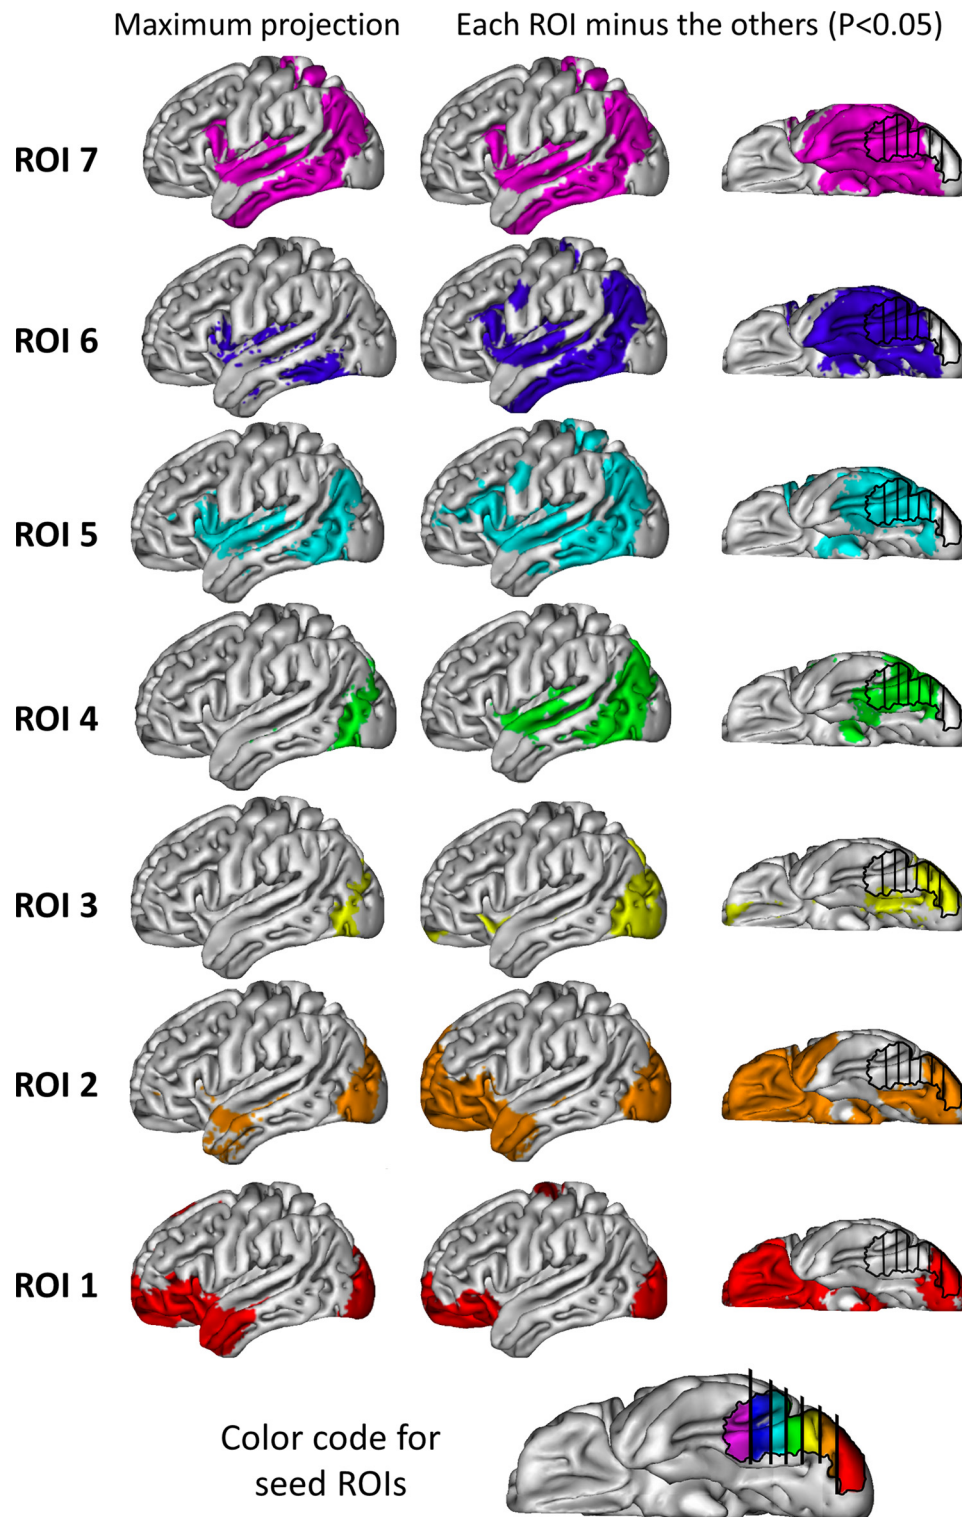 Maximum projection
Each ROI minus the others (P<0.05)
ROI 7
ROI 6
ROI 5
ROI 4
ROI 3
ROI 2
ROI 1
Color code for
seed ROIs